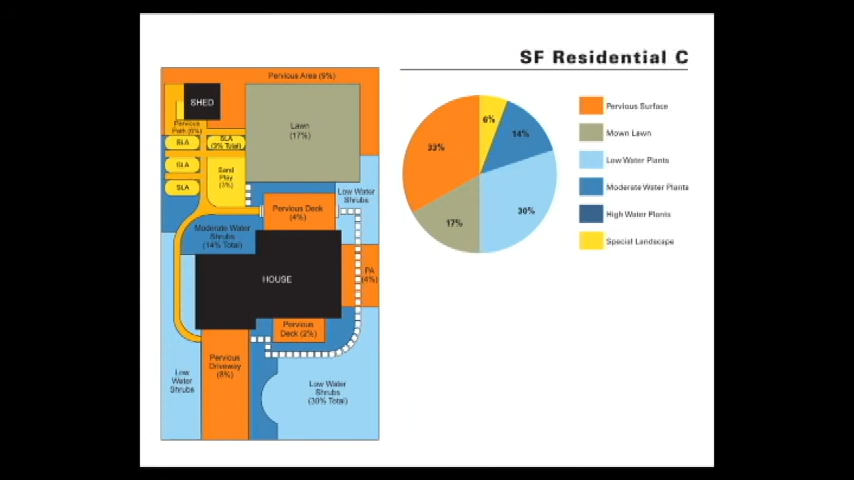 SF Residential C
Pervious Area (9%)
SHED
Lawn
(17%)
Pervious
Path (6%)
SLA
SLA
(3% Total)
SLA
Sand
Play
(3%)
SLA
Low Water
Shrubs
Pervious Deck
(4%)
Moderate Water
Shrubs
(14% Total)
HOUSE
PA
(4%)
Pervious
Deck (2%)
Pervious
Driveway
(8%)
Low
Water
Shrubs
Low Water
Shrubs
(30% Total)
6%
14%
33%
30%
17%
Pervious Surface
Mown Lawn
Low Water Plants
Moderate Water Plants
High Water Plants
Special Landscape